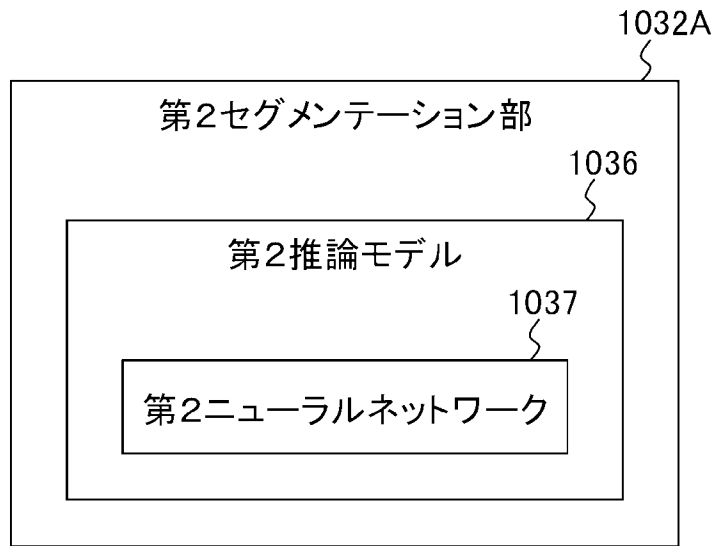 1032A
第2セグメンテーション部
1036
第2推論モデル
1037
第2ニューラルネットワーク